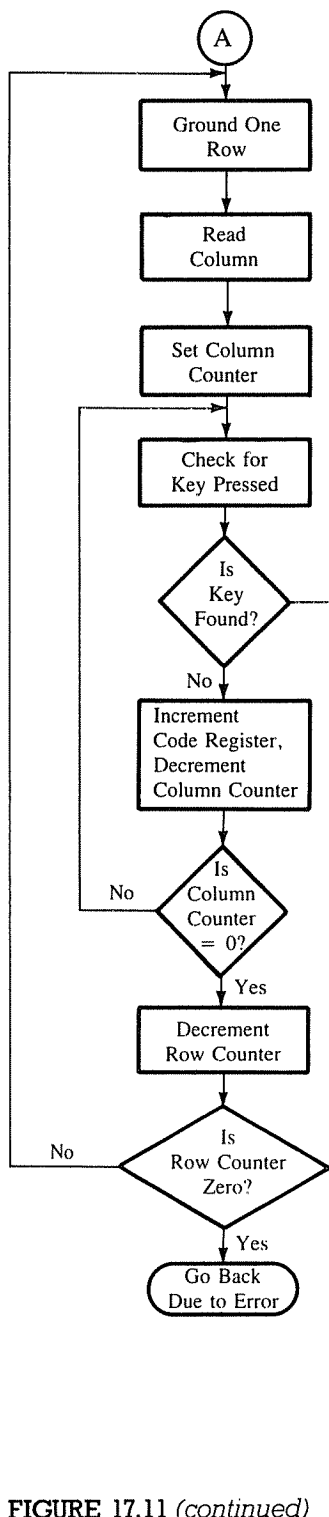 A
Ground One
Row
Read
Column
Set Column
Counter
Check for
Key Pressed
Is
Key
Found?
No
Increment
Code Register,
Decrement
Column Counter
Is
Column
Counter
= 0?
No
Yes
Decrement
Row Counter
Is
Row Counter
Zero?
No
Yes
Go Back
Due to Error
FIGURE 17.11 (continued)